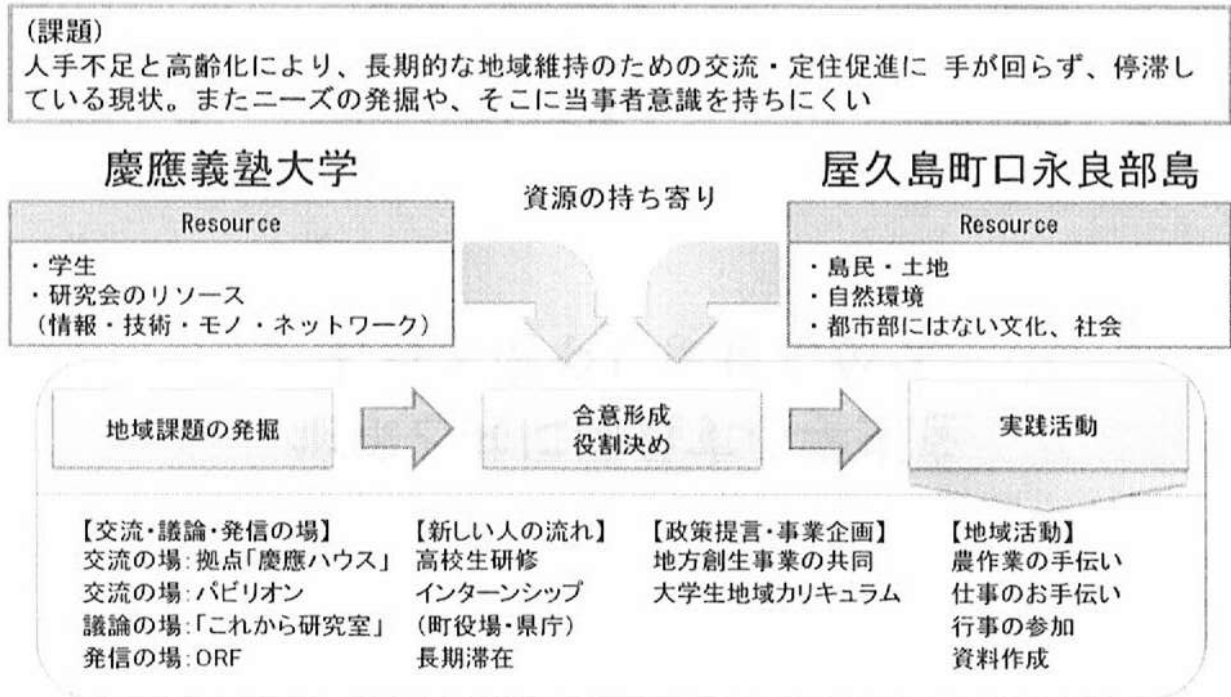 (課題)
人手不足と高齢化により、長期的な地域維持のための交流・定住促進に 手が回らず、停滞し
ている現状。またニーズの発掘や、そこに当事者意識を持ちにくい
慶應義塾大学
Resource
・学生
・研究会のリソース
(情報・技術・モノ・ネットワーク)
資源の持ち寄り
屋久島町口永良部島
Resource
・島民・土地
・自然環境
・都市部にはない文化、社会
地域課題の発掘
合意形成
役割決め
実践活動
【交流・議論・発信の場】
交流の場:拠点「慶應ハウス」
交流の場:パビリオン
議論の場:「これから研究室」
発信の場:ORF
【新しい人の流れ】
高校生研修
インターンシップ
(町役場・県庁)
長期滞在
【政策提言・事業企画】
地方創生事業の共同
大学生地域カリキュラム
【地域活動】
農作業の手伝い
仕事のお手伝い
行事の参加
資料作成